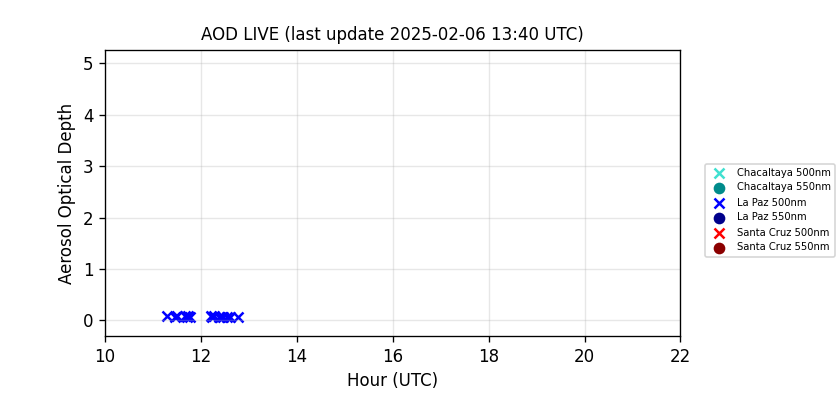 AOD LIVE (last update 2025-02-06 13:40 UTC)
5
4
3
2
1
0
Aerosol Optical Depth
10 12 14 16 18 20 22
Hour (UTC)
Chacaltaya 500nm
Chacaltaya 550nm
La Paz 500nm
La Paz 550nm
Santa Cruz 500nm
Santa Cruz 550nm